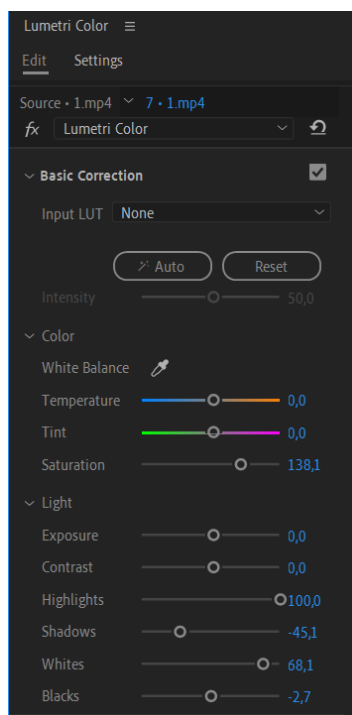 Lumetri Color
Edit Settings
Source • 1.mp4 7 • 1.mp4
fx Lumetri Color
Basic Correction
Input LUT None
Auto Reset
Intensity 50,0
Color
White Balance
Temperature 0,0
Tint 0,0
Saturation 138,1
Light
Exposure 0,0
Contrast 0,0
Highlights 100,0
Shadows -45,1
Whites 68,1
Blacks -2,7